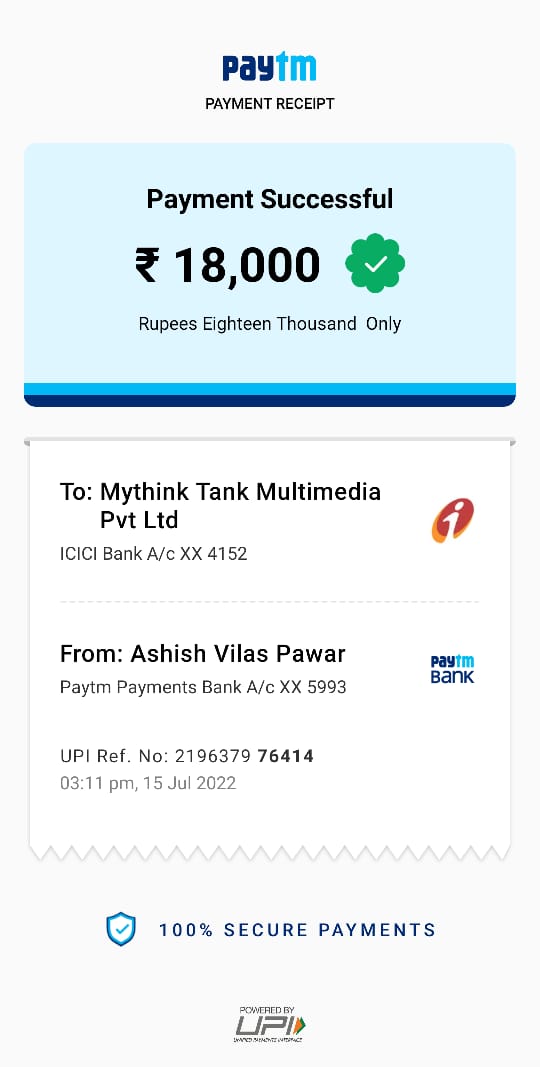 paytm
PAYMENT RECEIPT
Payment Successful
₹ 18,000
Rupees Eighteen Thousand Only
To: Mythink Tank Multimedia
Pvt Ltd
ICICI Bank A/c XX 4152
From: Ashish Vilas Pawar
paytm
BANK
Paytm Payments Bank A/c XX 5993
UPI Ref. No: 2196379 76414
03:11 pm, 15 Jul 2022
100% SECURE PAYMENTS
POWERED BY
UPI
UNIFIED PAYMENTS INTERFACE